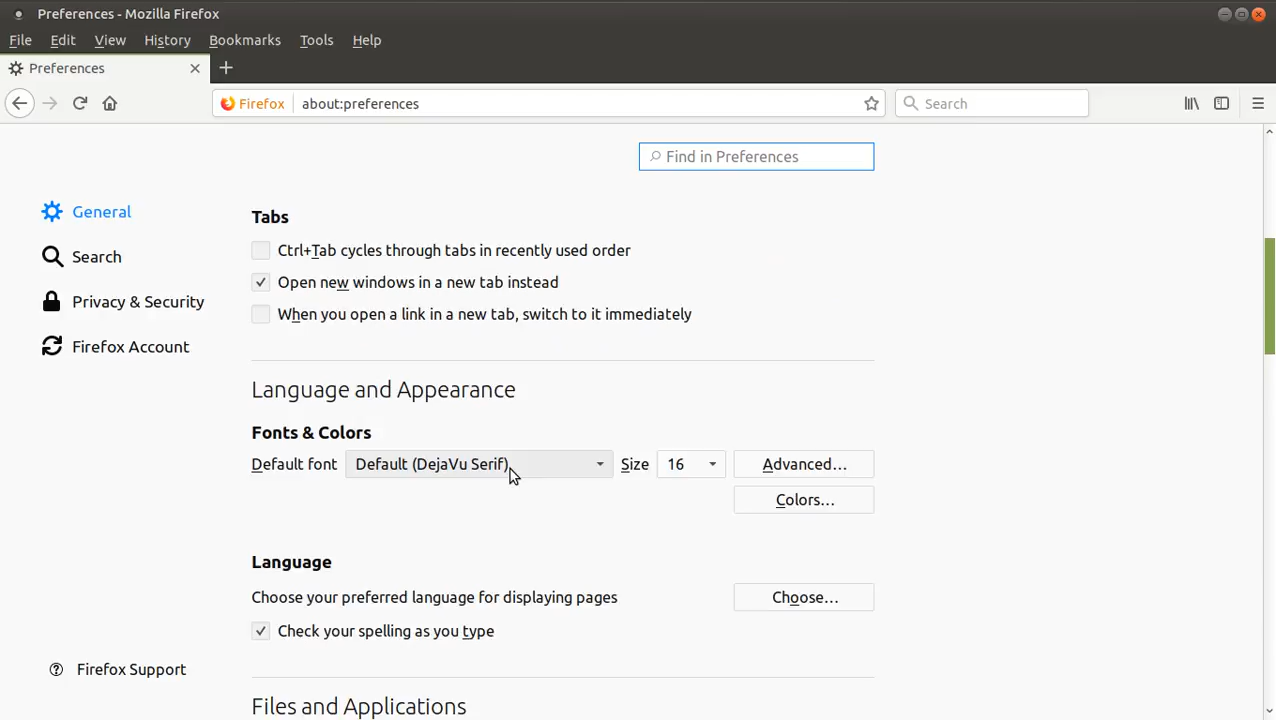 Preferences - Mozilla Firefox
File Edit View History Bookmarks Tools Help
Preferences
Firefox about:preferences Search
Find in Preferences
General
Search
Privacy & Security
Firefox Account
Firefox Support
Tabs
Ctrl+Tab cycles through tabs in recently used order
Open new windows in a new tab instead
When you open a link in a new tab, switch to it immediately
Language and Appearance
Fonts & Colors
Default font Default (DejaVu Serif) Size 16 Advanced...
Colors...
Language
Choose your preferred language for displaying pages Choose...
Check your spelling as you type
Files and Applications